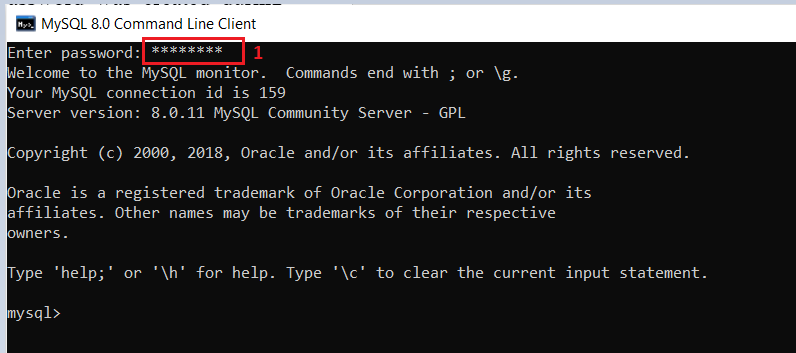 MySQL 8.0 Command Line Client
Enter password: ******** 1
Welcome to the MySQL monitor.  Commands end with ; or \g.
Your MySQL connection id is 159
Server version: 8.0.11 MySQL Community Server - GPL
Copyright (c) 2000, 2018, Oracle and/or its affiliates. All rights reserved.
Oracle is a registered trademark of Oracle Corporation and/or its
affiliates. Other names may be trademarks of their respective
owners.
Type 'help;' or '\h' for help. Type '\c' to clear the current input statement.
mysql>